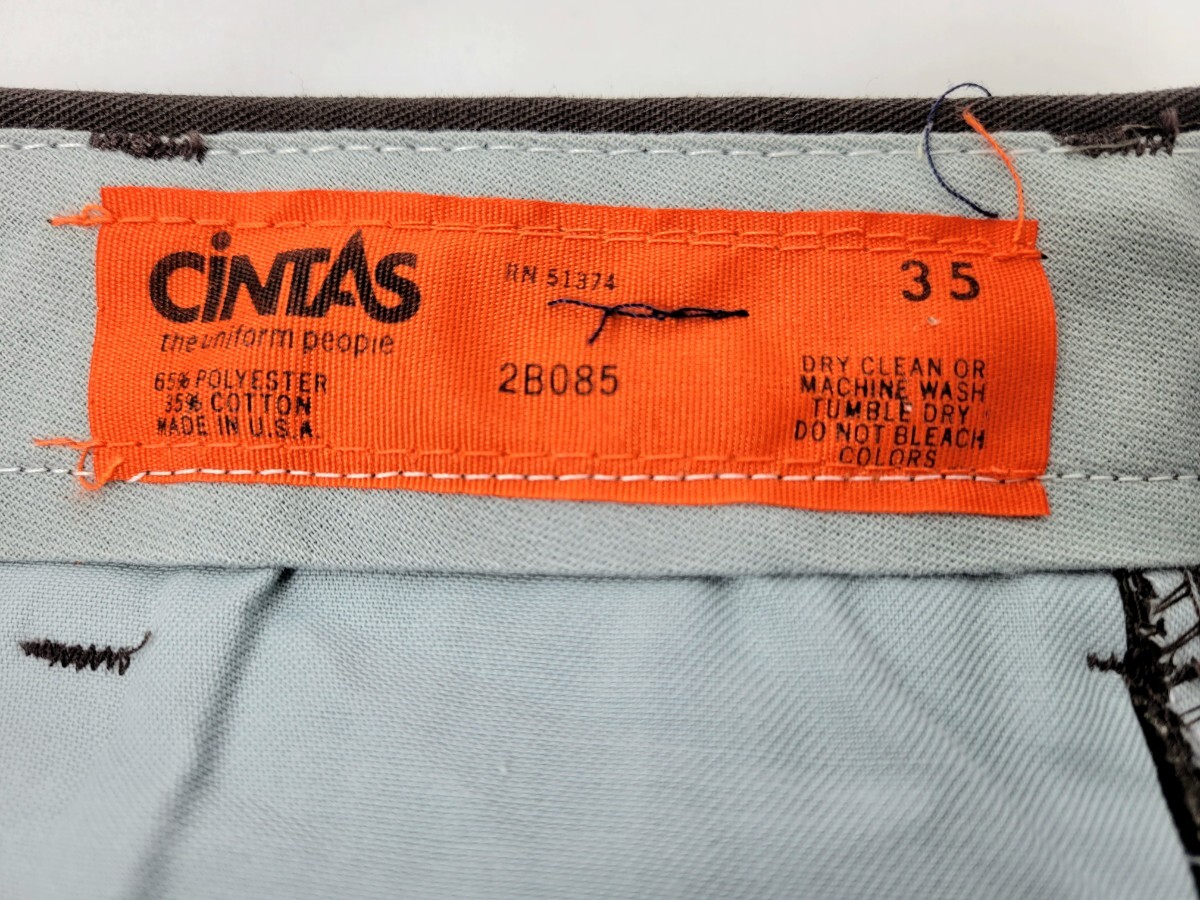 CiNTAS
the uniform people
65% POLYESTER
35% COTTON
MADE IN U.S.A.
RN 51374
2B085
35
DRY CLEAN OR
MACHINE WASH
TUMBLE DRY
DO NOT BLEACH
COLORS